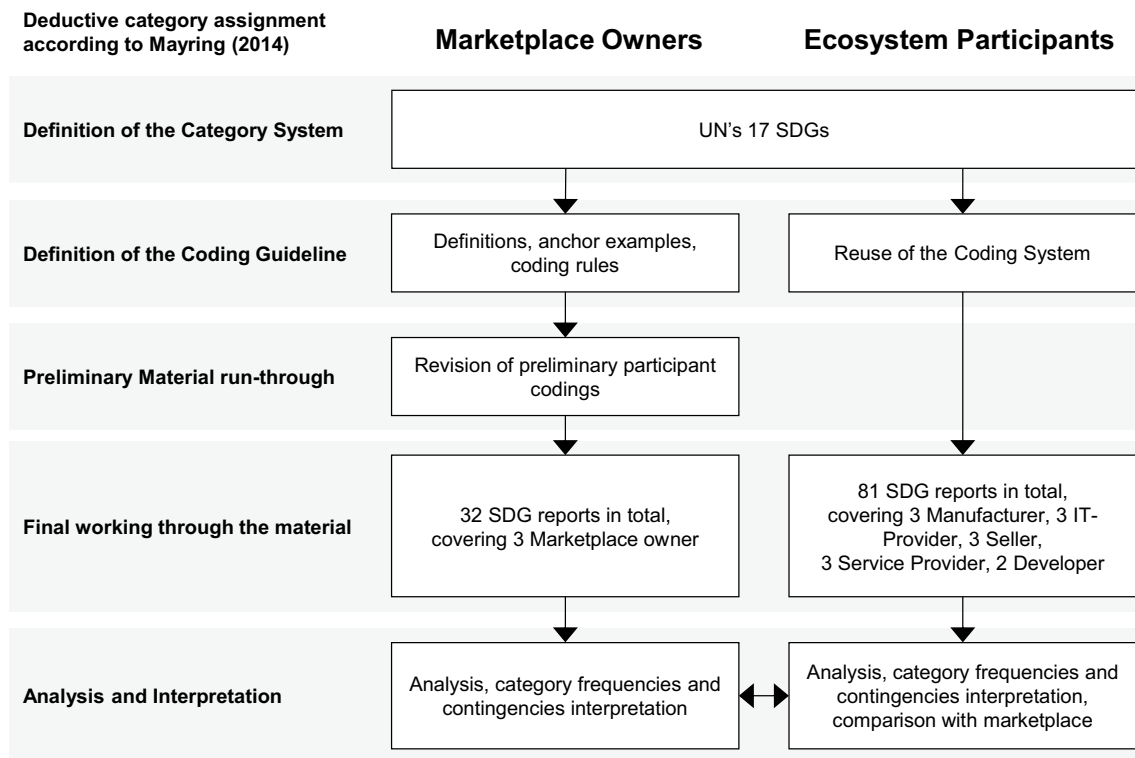 Deductive category assignment
according to Mayring (2014)
Marketplace Owners
Ecosystem Participants
Definition of the Category System
UN's 17 SDGs
Definition of the Coding Guideline
Definitions, anchor examples,
coding rules
Reuse of the Coding System
Preliminary Material run-through
Revision of preliminary participant
codings
Final working through the material
32 SDG reports in total,
covering 3 Marketplace owner
81 SDG reports in total,
covering 3 Manufacturer, 3 IT-
Provider, 3 Seller,
3 Service Provider, 2 Developer
Analysis and Interpretation
Analysis, category frequencies and
contingencies interpretation
Analysis, category frequencies and
contingencies interpretation,
comparison with marketplace